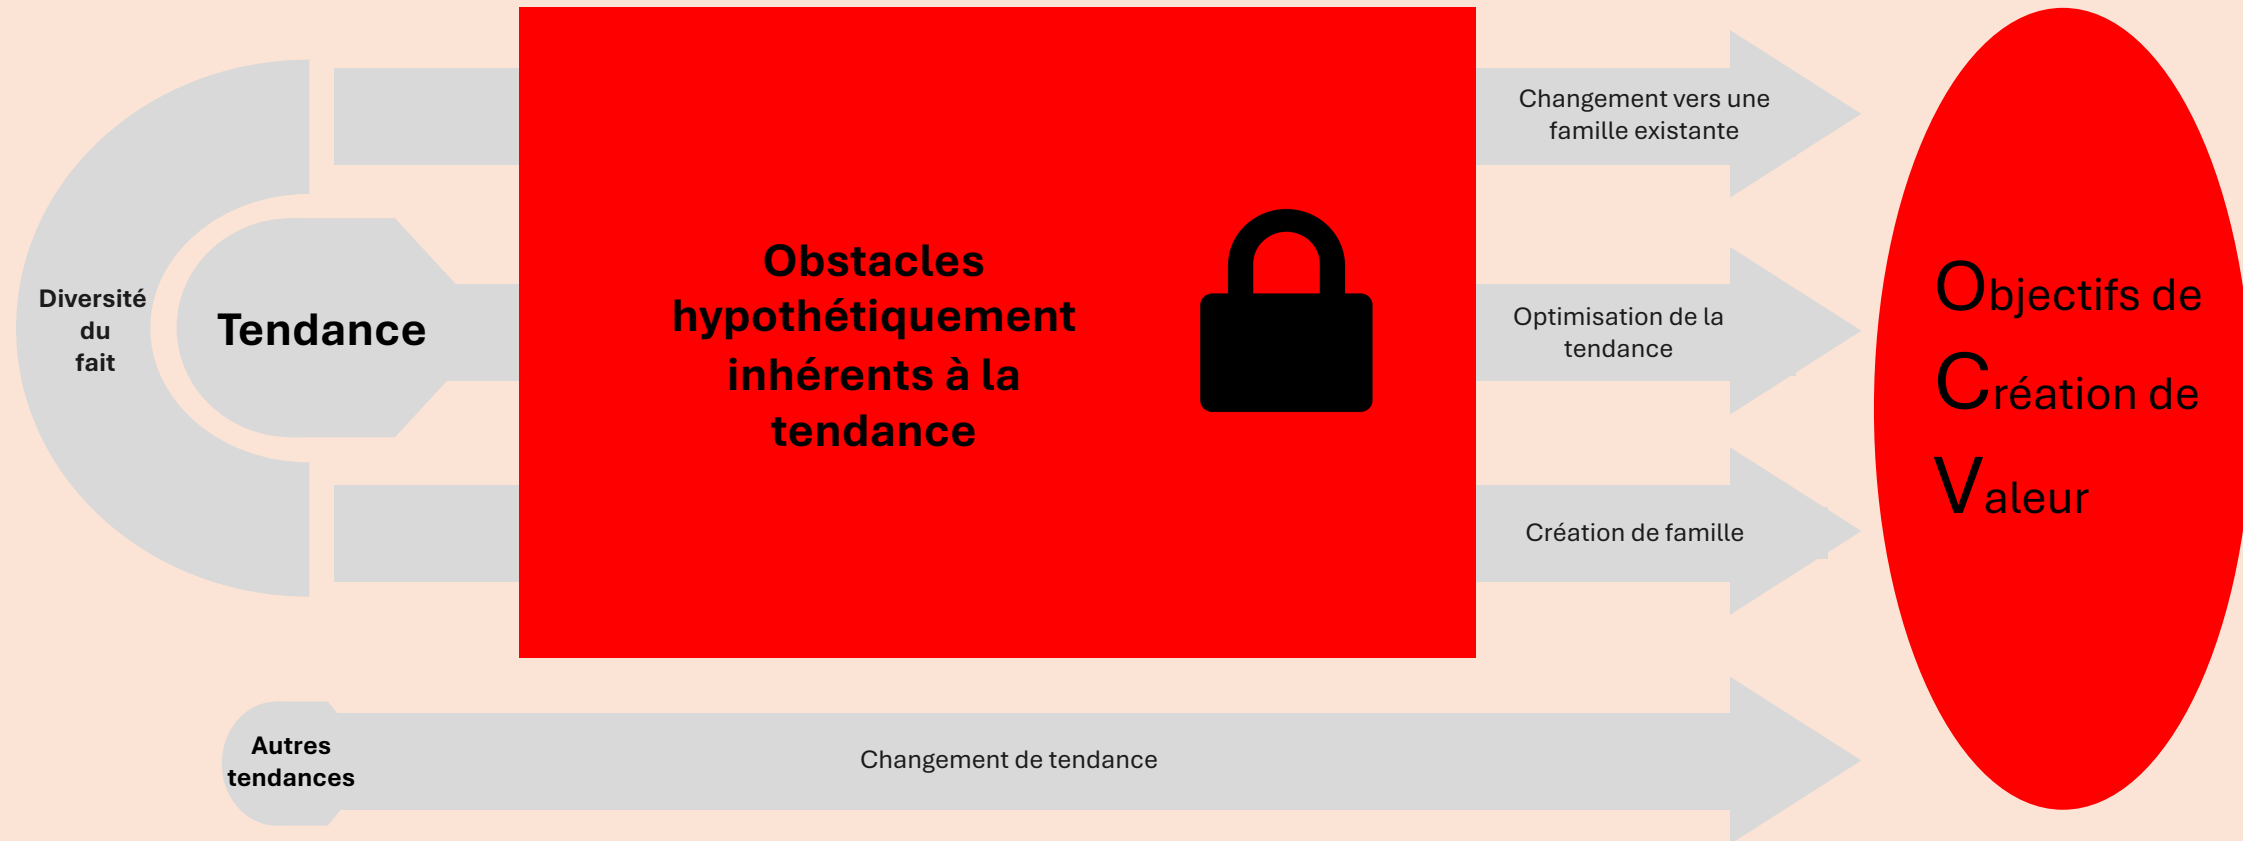 Diversité
du
fait
Tendance
Obstacles
hypothétiquement
inhérents à la
tendance
Changement vers une
famille existante
Optimisation de la
tendance
Création de famille
Objectifs de
Création de
Valeur
Autres
tendances
Changement de tendance